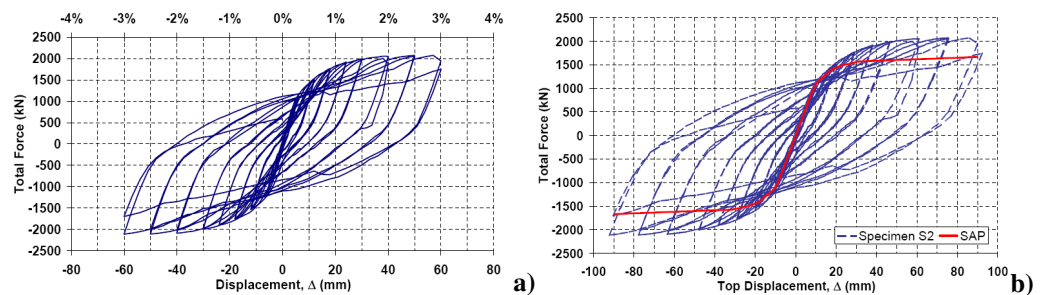 -4% -3% -2% -1% 0% 1% 2% 3% 4%
2500
2000
1500
1000
500
0
-500
-1000
-1500
-2000
-2500
Total Force (kN)
-80 -60 -40 -20 0 20 40 60 80
Displacement, Δ (mm)
a)
2500
2000
1500
1000
500
0
-500
-1000
-1500
-2000
-2500
Total Force (kN)
Specimen S2 SAP
-100 -80 -60 -40 -20 0 20 40 60 80 100
Top Displacement, Δ (mm)
b)